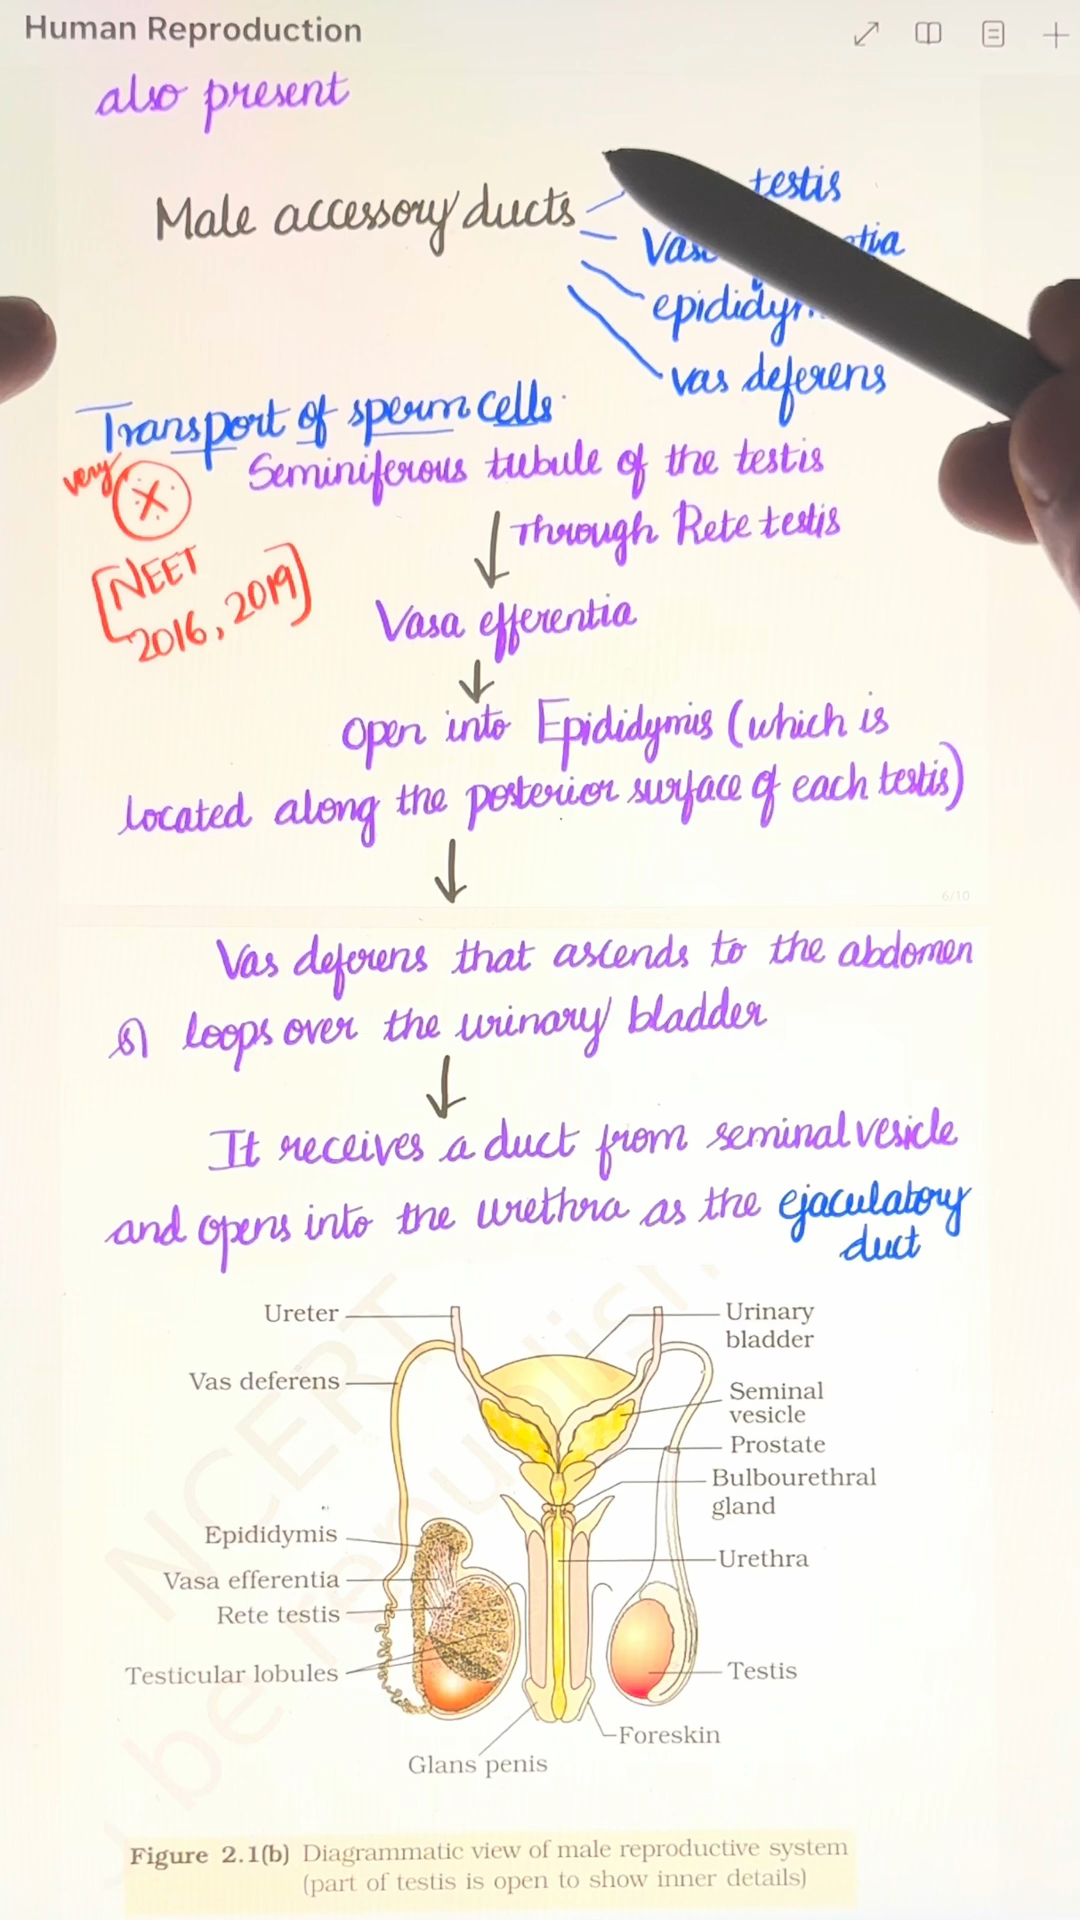 Human Reproduction
also present
Male accessory ducts
testis
Vas
epididy
vas deferens
Transport of sperm cells.
very
Seminiferous tubule of the testis
Through Rete testis
[NEET
2016, 2019]
Vasa efferentia
open into Epididymis (which is
located along the posterior surface of each testis)
6/10
Vas deferens that ascends to the abdomen
loops over the urinary bladder
It receives a duct from seminal vesicle
and opens into the urethra as the ejaculatory
duct
Ureter
Urinary
bladder
Vas deferens
Seminal
vesicle
Prostate
Bulbourethral
gland
Epididymis
Urethra
Vasa efferentia
Rete testis
Testicular lobules
Testis
Foreskin
Glans penis
NCERT
Figure 2.1(b) Diagrammatic view of male reproductive system
(part of testis is open to show inner details)